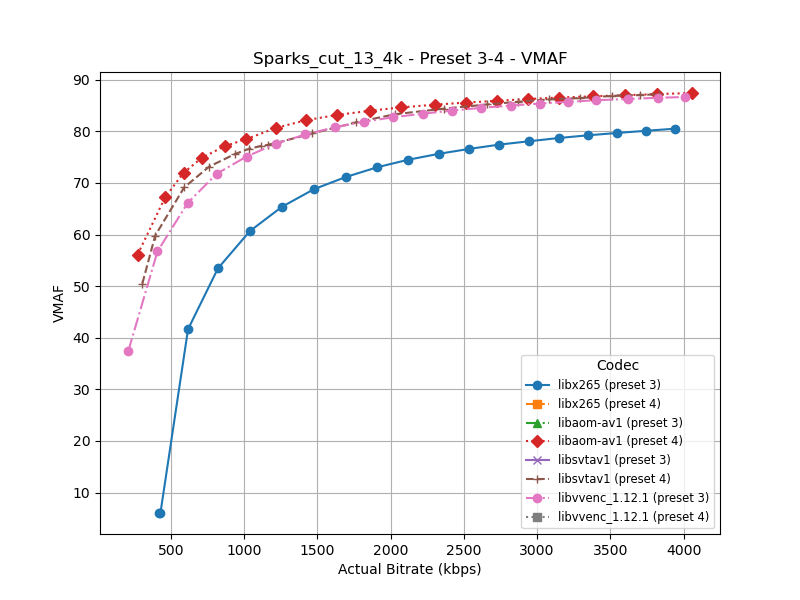 Sparks_cut_13_4k - Preset 3-4 - VMAF
90
80
70
60
50
40
30
20
10
VMAF
500
1000
1500
2000
2500
3000
3500
4000
Actual Bitrate (kbps)
Codec
libx265 (preset 3)
libx265 (preset 4)
libaom-av1 (preset 3)
libaom-av1 (preset 4)
libsvtav1 (preset 3)
libsvtav1 (preset 4)
libvvenc_1.12.1 (preset 3)
libvvenc_1.12.1 (preset 4)